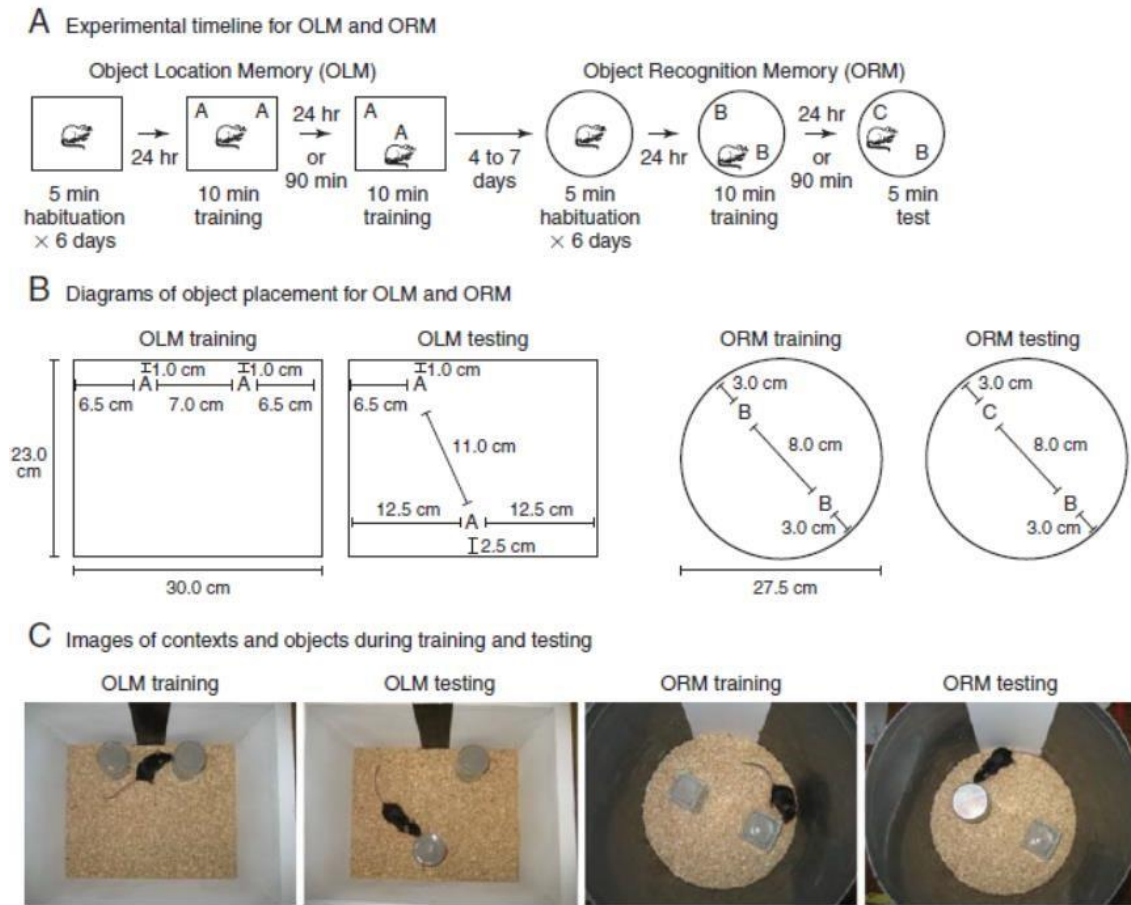 A Experimental timeline for OLM and ORM
Object Location Memory (OLM)
Object Recognition Memory (ORM)
A
A
24 hr
A
B
24 hr
C
A
24 hr
or
90 min
4 to 7
days
24 hr
B
or
90 min
B
5 min
habituation
× 6 days
10 min
training
10 min
training
5 min
habituation
× 6 days
10 min
training
5 min
test
B Diagrams of object placement for OLM and ORM
OLM training
OLM testing
ORM training
ORM testing
1.0 cm
1.0 cm
A
A
6.5 cm
7.0 cm
6.5 cm
23.0
cm
30.0 cm
1.0 cm
A
6.5 cm
11.0 cm
12.5 cm
A
12.5 cm
2.5 cm
3.0 cm
B
8.0 cm
B
3.0 cm
27.5 cm
3.0 cm
C
8.0 cm
B
3.0 cm
C Images of contexts and objects during training and testing
OLM training
OLM testing
ORM training
ORM testing